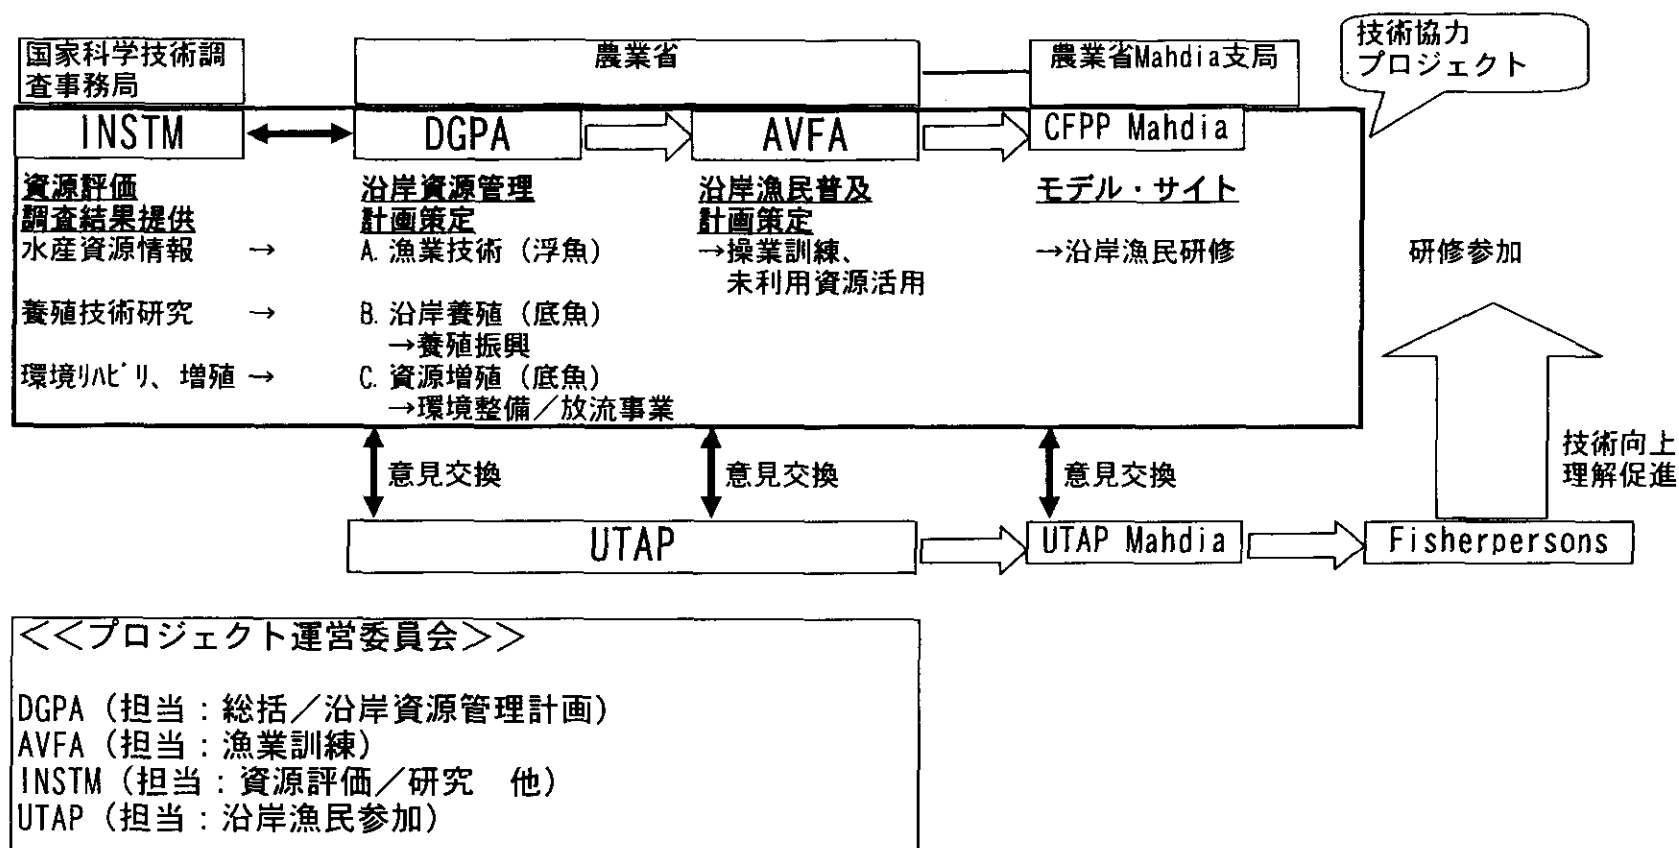 国家科学技術調
査事務局
農業省
農業省Mahdia支局
技術協力
プロジェクト
INSTM
DGPA
AVFA
CFPP Mahdia
資源評価
調査結果提供
水産資源情報 →
養殖技術研究 →
環境ﾘﾊﾋﾞﾘ、増殖 →
沿岸資源管理
計画策定
A. 漁業技術（浮魚）
B. 沿岸養殖（底魚）
→養殖振興
C. 資源増殖（底魚）
→環境整備／放流事業
沿岸漁民普及
計画策定
→操業訓練、
未利用資源活用
モデル・サイト
→沿岸漁民研修
研修参加
技術向上
理解促進
意見交換
意見交換
意見交換
UTAP
UTAP Mahdia
Fisherpersons
＜＜プロジェクト運営委員会＞＞
DGPA（担当：総括／沿岸資源管理計画）
AVFA（担当：漁業訓練）
INSTM（担当：資源評価／研究　他）
UTAP（担当：沿岸漁民参加）